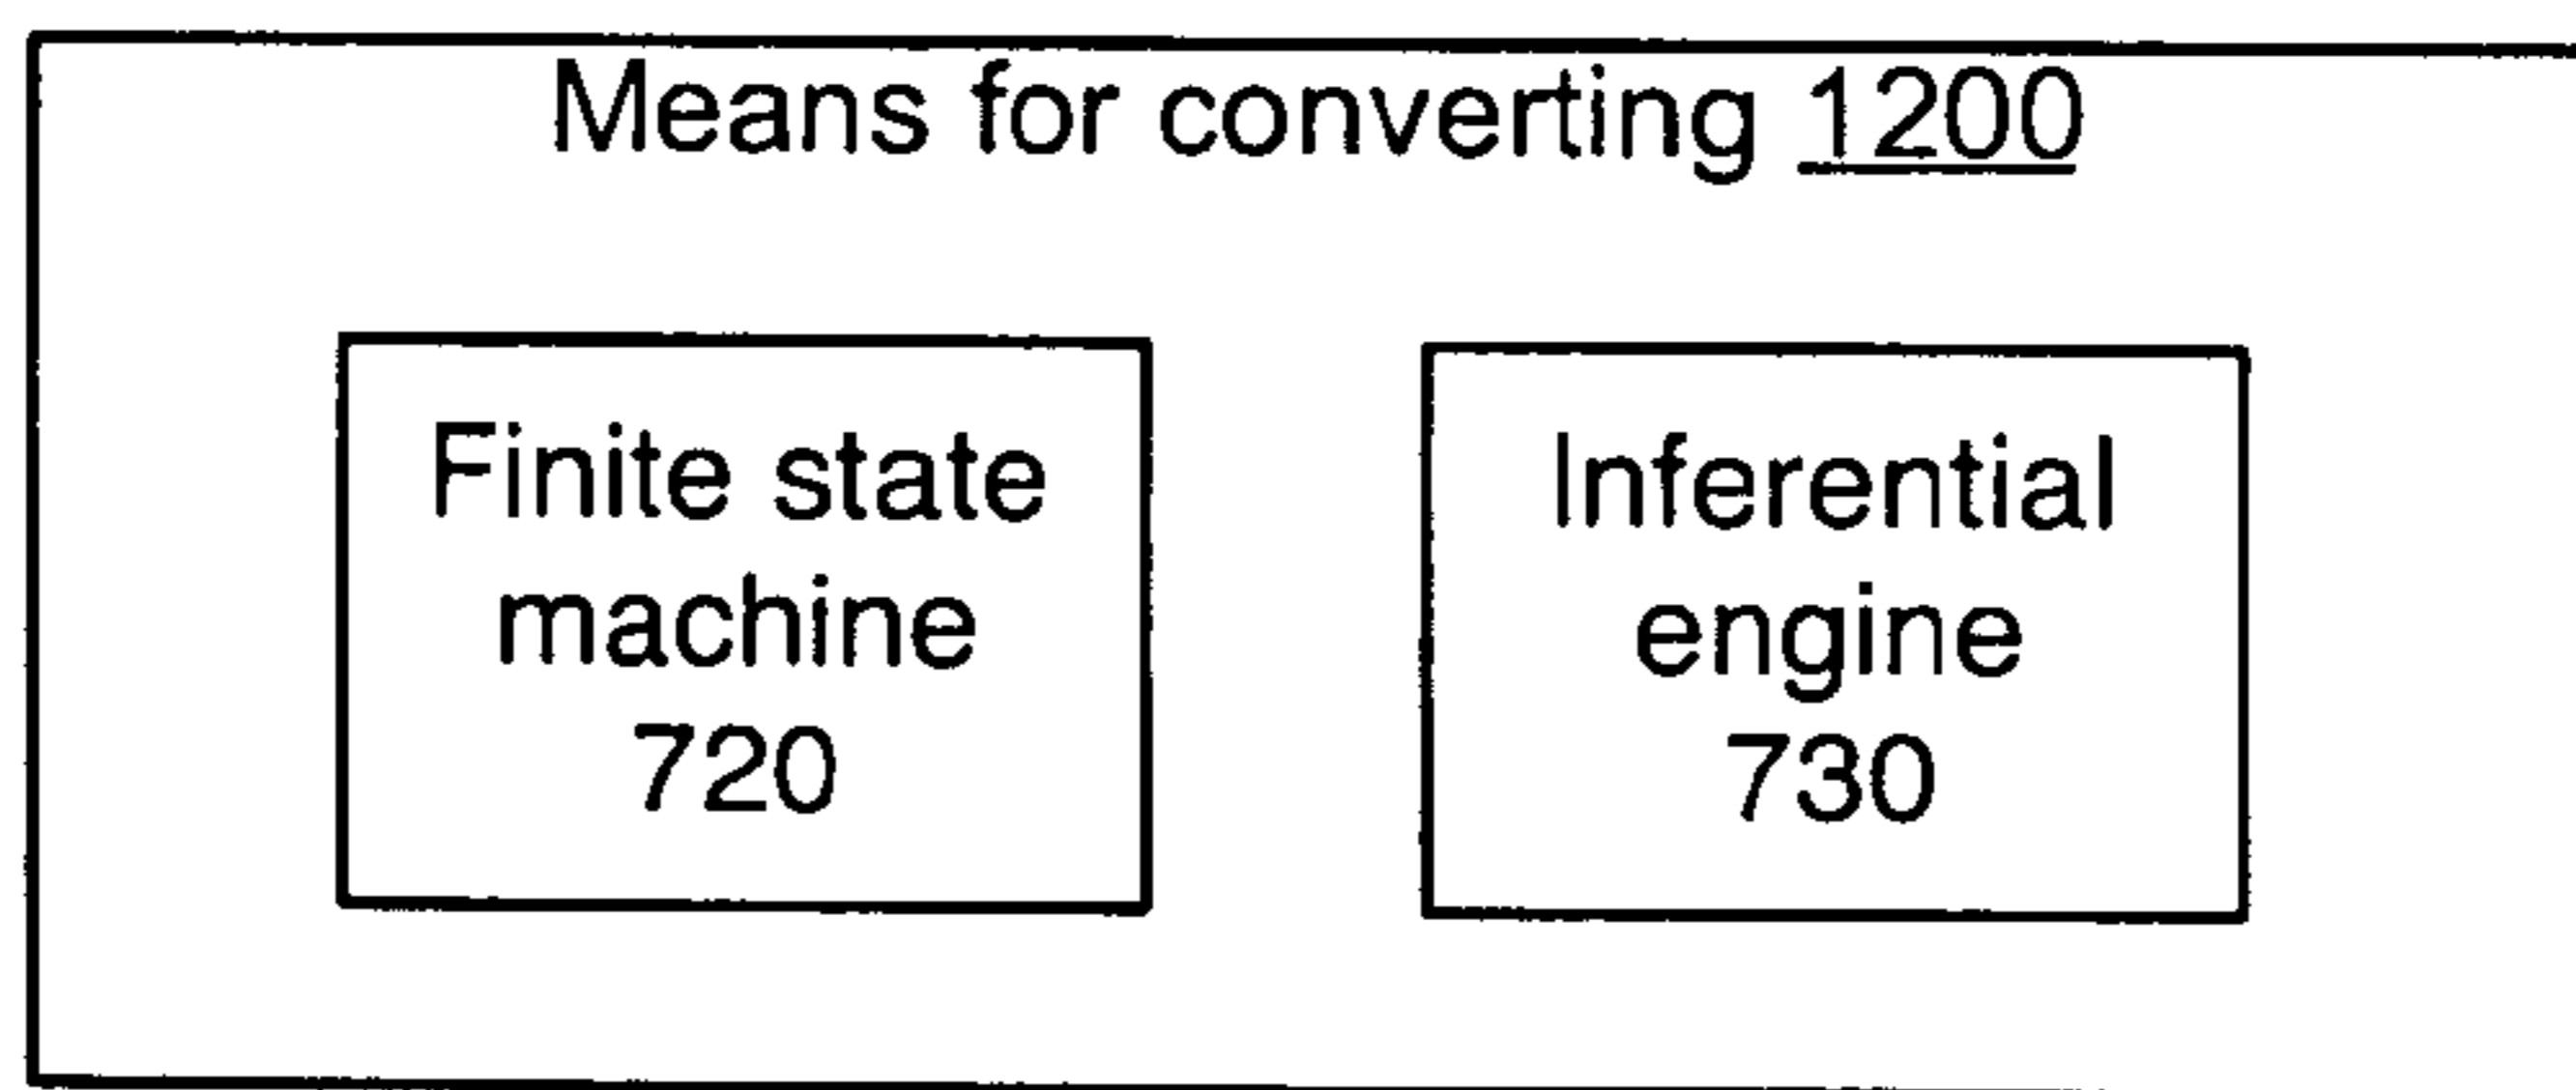 Means for converting 1200
Finite state
machine
720
Inferential
engine
730